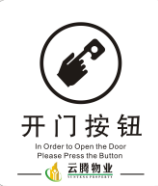 开门按钮
In Order to Open the Door
Please Press the Button
云腾物业